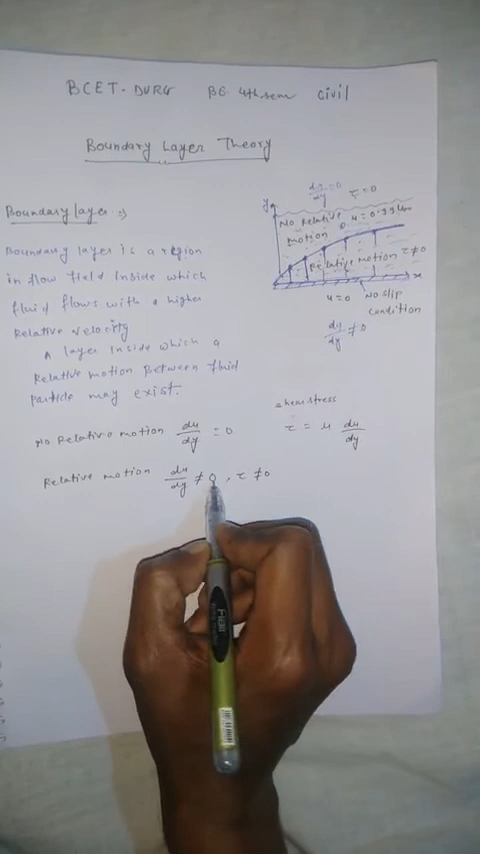 BCET-DURG BE 4th sem Civil
Boundary Layer Theory
du/dy = 0 τ = 0
y
No Relative u = 0.99 U∞
motion
Relative motion τ ≠ 0
x
u = 0 No slip
condition
du/dy ≠ 0
Boundary layer :→
Boundary layer is a region
in flow field inside which
fluid flows with a higher
Relative velocity
A layer inside which a
Relative motion Between fluid
particle may exist.
shear stress
No Relative motion du/dy = 0
τ = μ du/dy
Relative motion du/dy ≠ 0, τ ≠ 0